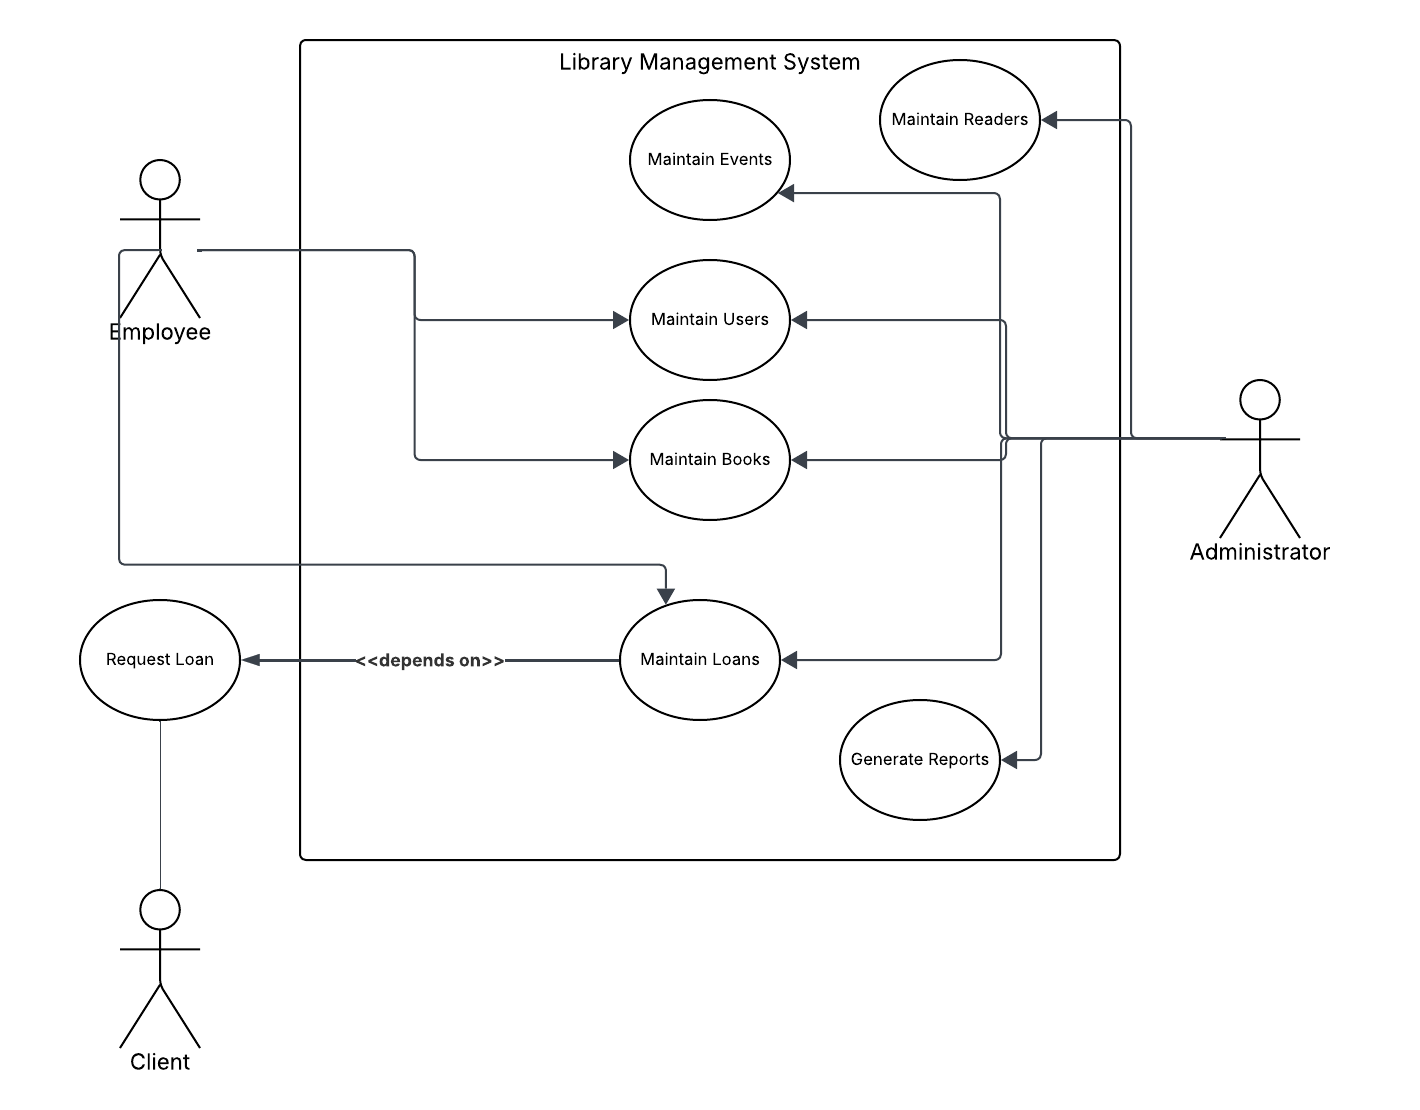 Library Management System
Maintain Readers
Maintain Events
Maintain Users
Employee
Maintain Books
Administrator
Request Loan
<<depends on>>
Maintain Loans
Generate Reports
Client